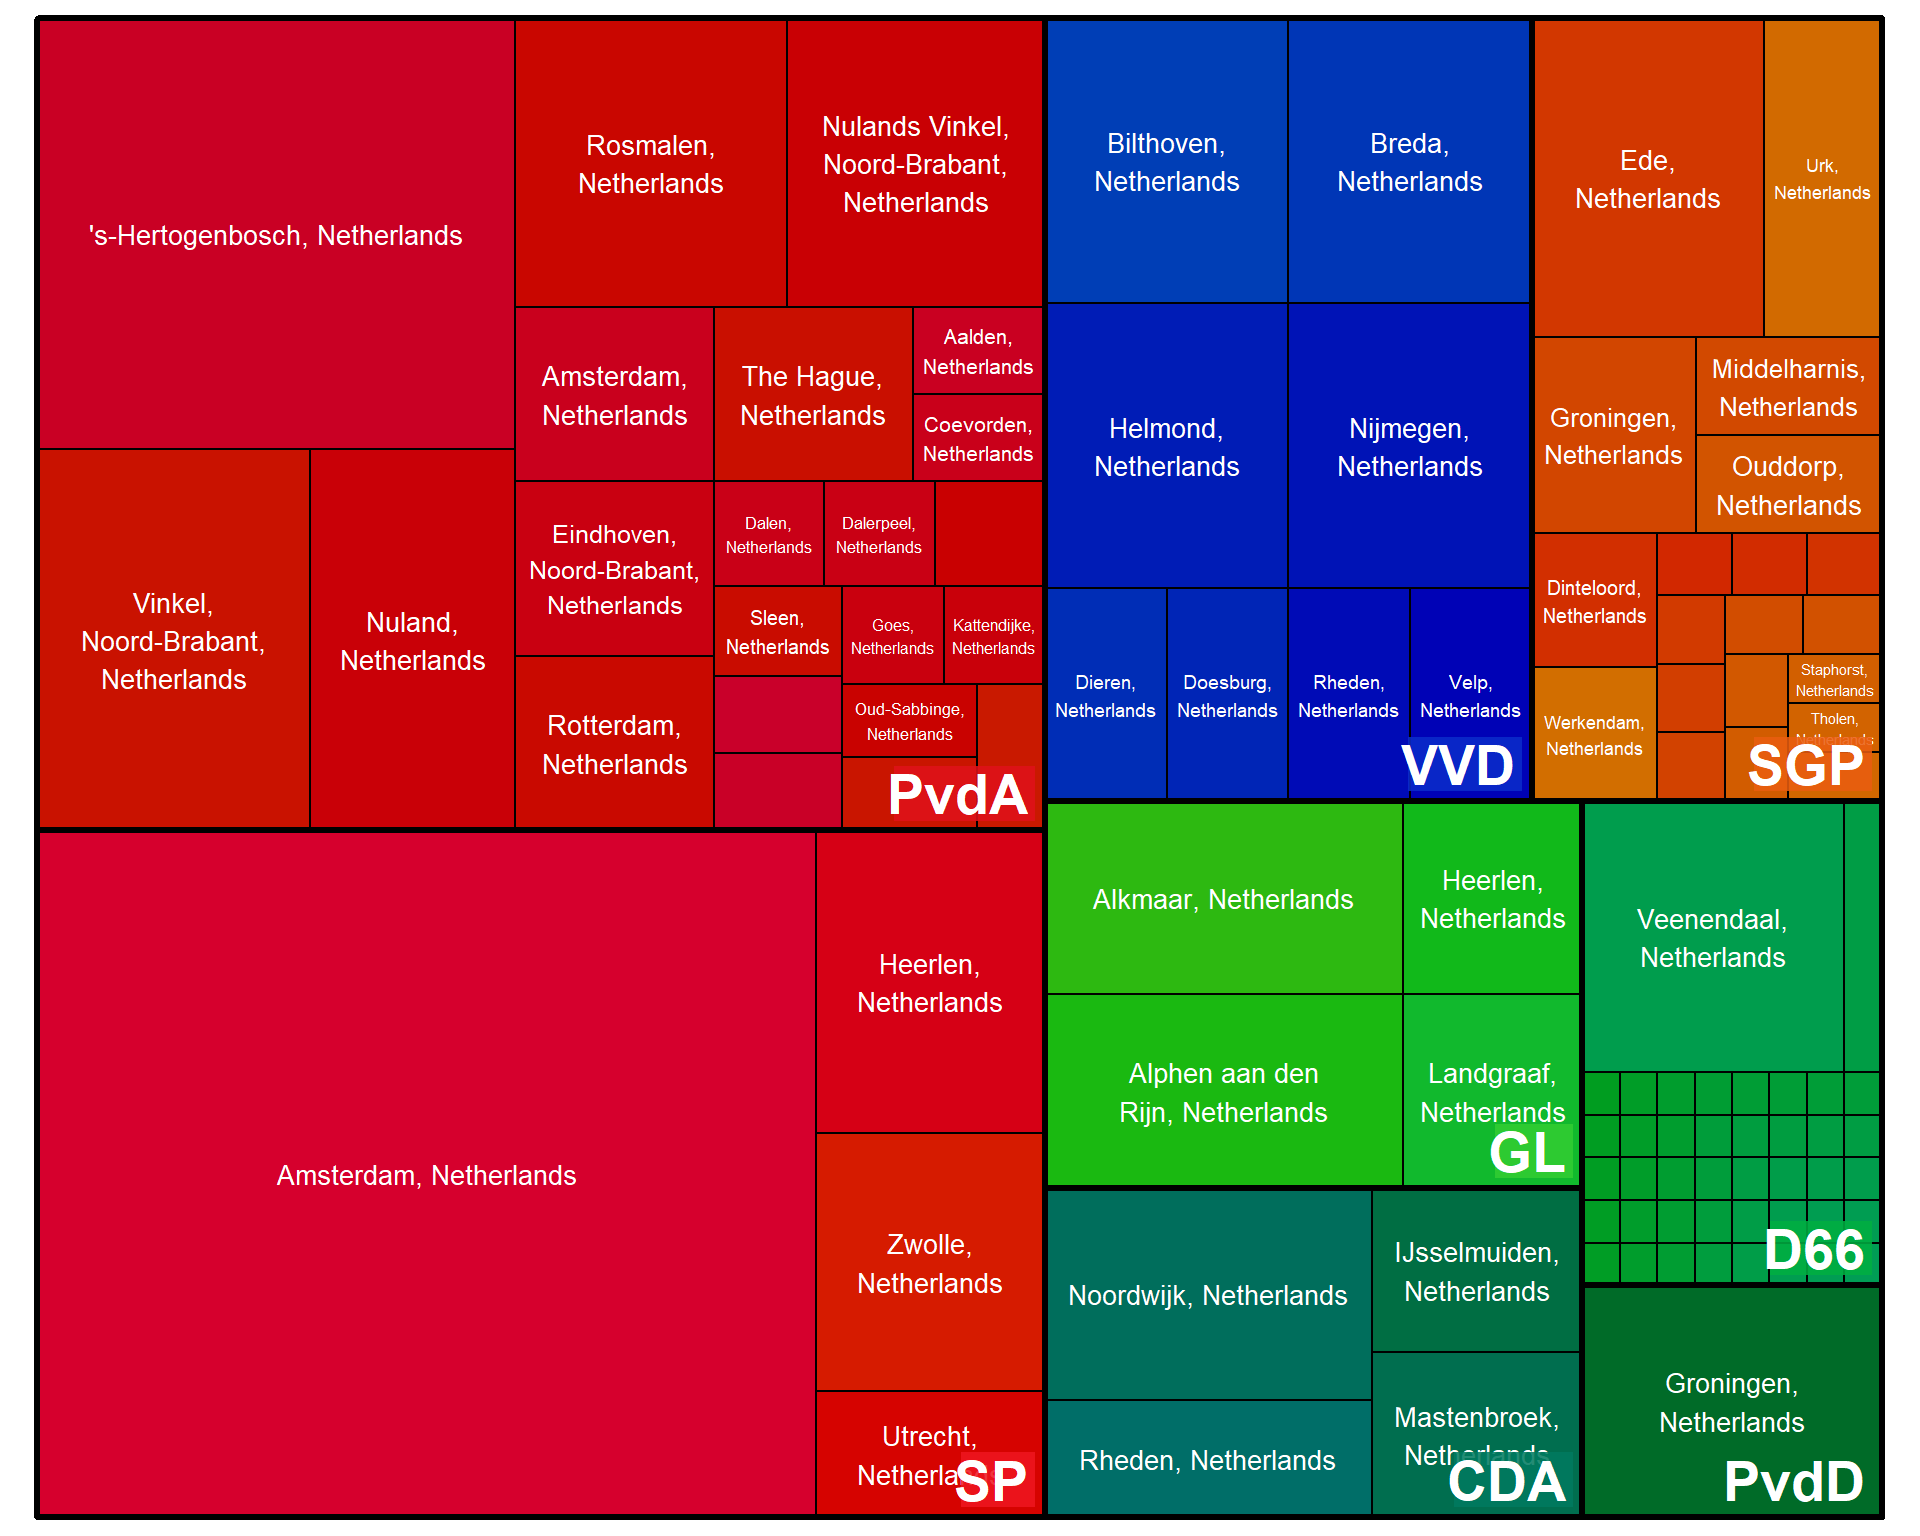 's-Hertogenbosch, Netherlands
Rosmalen,
Netherlands
Nulands Vinkel,
Noord-Brabant,
Netherlands
Vinkel,
Noord-Brabant,
Netherlands
Nuland,
Netherlands
Amsterdam,
Netherlands
The Hague,
Netherlands
Aalden,
Netherlands
Coevorden,
Netherlands
Eindhoven,
Noord-Brabant,
Netherlands
Rotterdam,
Netherlands
Dalen,
Netherlands
Dalerpeel,
Netherlands
Sleen,
Netherlands
Goes,
Netherlands
Kattendijke,
Netherlands
Oud-Sabbinge,
Netherlands
PvdA
Bilthoven,
Netherlands
Breda,
Netherlands
Helmond,
Netherlands
Nijmegen,
Netherlands
Dieren,
Netherlands
Doesburg,
Netherlands
Rheden,
Netherlands
Velp,
Netherlands
VVD
Ede,
Netherlands
Urk,
Netherlands
Groningen,
Netherlands
Middelharnis,
Netherlands
Ouddorp,
Netherlands
Dinteloord,
Netherlands
Werkendam,
Netherlands
Staphorst,
Netherlands
Tholen,
Netherlands
SGP
Amsterdam, Netherlands
Heerlen,
Netherlands
Zwolle,
Netherlands
Utrecht,
Netherlands
SP
Alkmaar, Netherlands
Heerlen,
Netherlands
Alphen aan den
Rijn, Netherlands
Landgraaf,
Netherlands
GL
Noordwijk, Netherlands
IJsselmuiden,
Netherlands
Rheden, Netherlands
Mastenbroek,
Netherlands
CDA
Veenendaal,
Netherlands
D66
Groningen,
Netherlands
PvdD